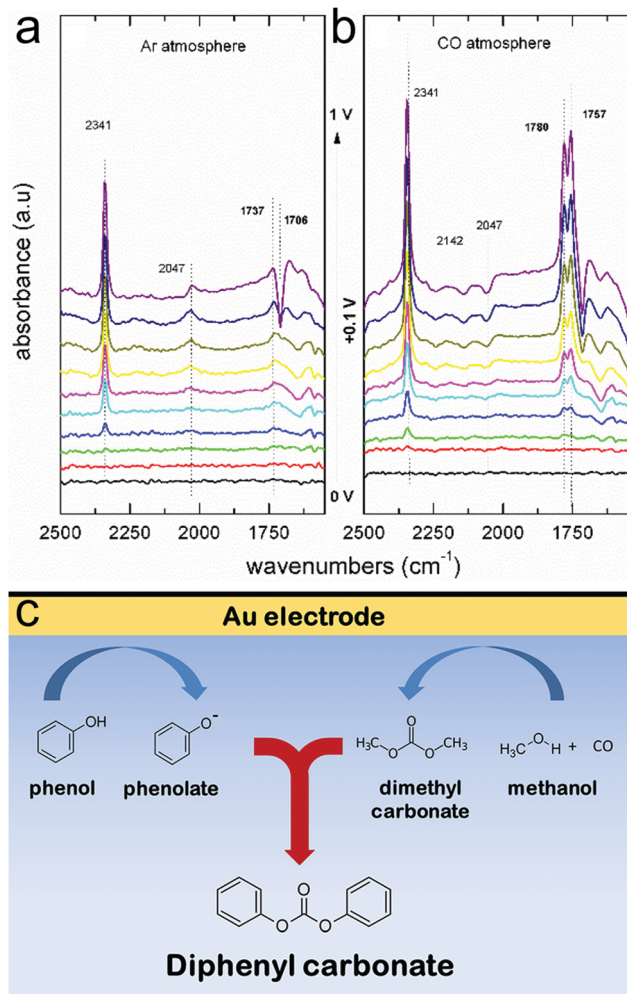 a
Ar atmosphere
2341
2047
1737
1706
absorbance (a.u)
2500
2250
2000
1750
b
CO atmosphere
2341
2142
2047
1780
1757
1 V
+0.1 V
0 V
2500
2250
2000
1750
wavenumbers (cm⁻¹)
C
Au electrode
OH
phenol
O⁻
phenolate
O
H₃C O O CH₃
dimethyl
carbonate
H₃C O H + CO
methanol
O
O O
Diphenyl carbonate